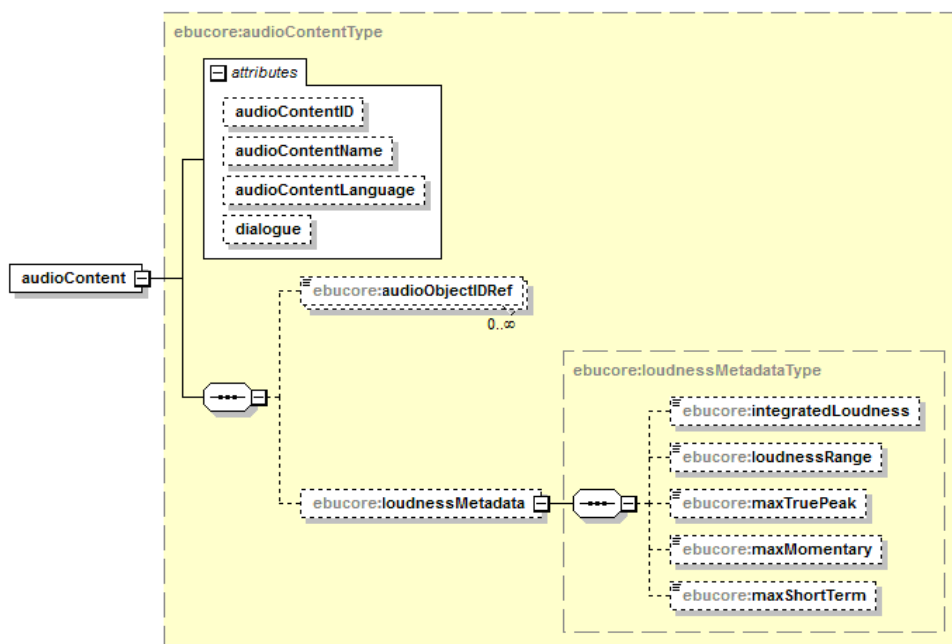 ebucore:audioContentType
attributes
audioContentID
audioContentName
audioContentLanguage
dialogue
audioContent
ebucore:audioObjectIDRef
0..∞
ebucore:loudnessMetadataType
ebucore:integratedLoudness
ebucore:loudnessRange
ebucore:loudnessMetadata
ebucore:maxTruePeak
ebucore:maxMomentary
ebucore:maxShortTerm